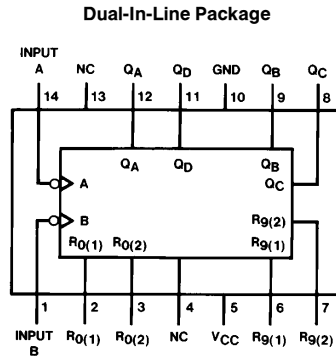 Dual-In-Line Package
INPUT
A NC QA QD GND QB QC
14 13 12 11 10 9 8
QA QD QB
A QC
B R9(2)
R0(1) R0(2) R9(1)
1 2 3 4 5 6 7
INPUT
B R0(1) R0(2) NC VCC R9(1) R9(2)